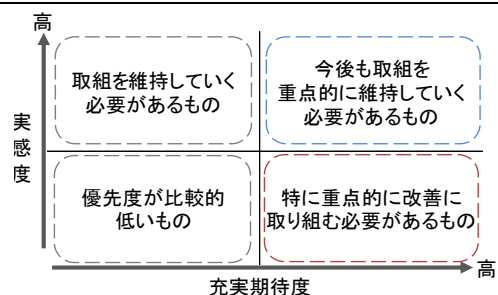 高
実感度
取組を維持していく
必要があるもの
今後も取組を
重点的に維持していく
必要があるもの
優先度が比較的
低いもの
特に重点的に改善に
取り組む必要があるもの
高
充実期待度